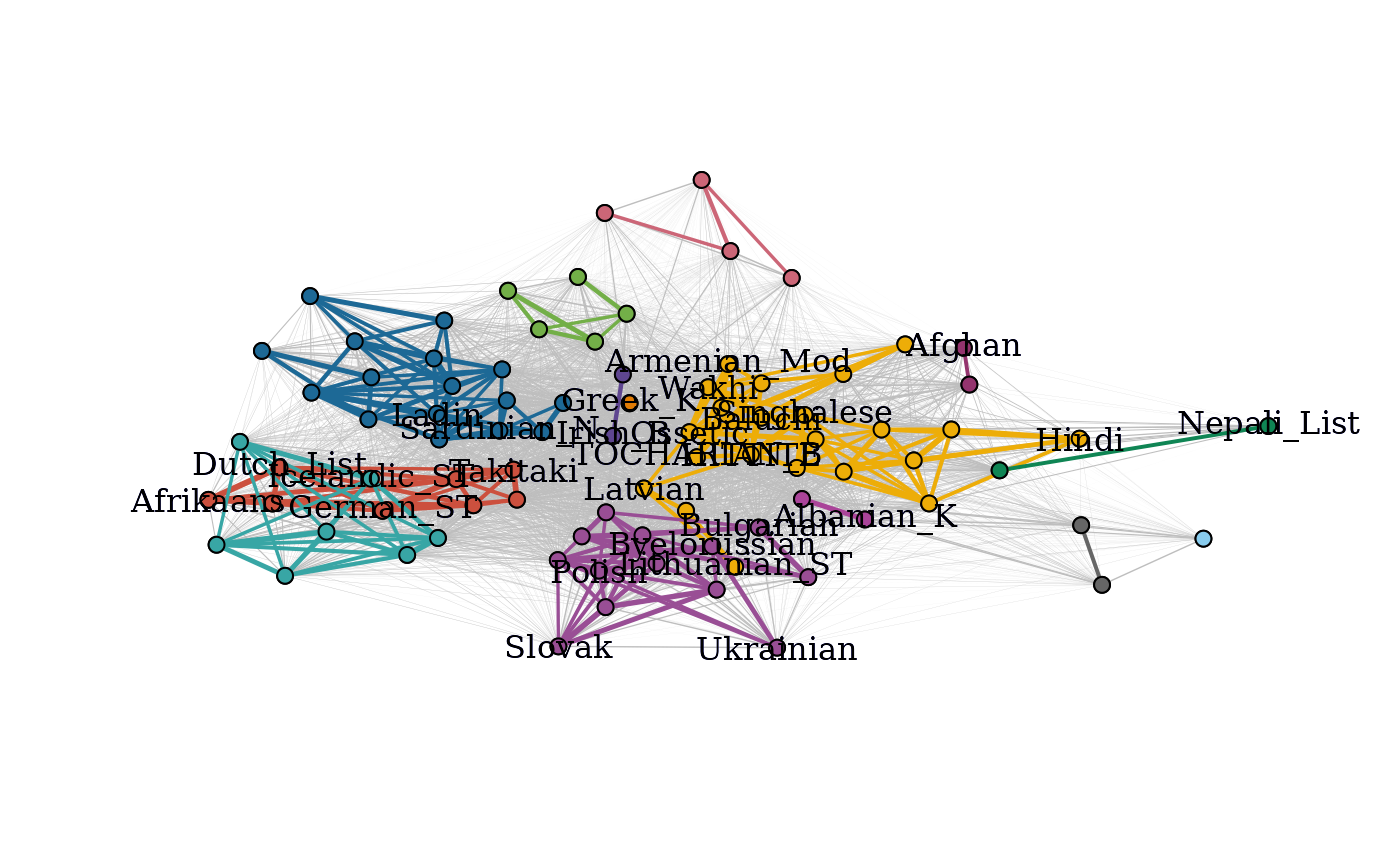 Afghan
Armenian_Mod
Wakhi
Greek_K
Singhalese
Baluchi
Ladin
Sardinian_N
Irish_B
Ossetic
Nepali_List
Hindi
TOCHARIAN_B
HITTITE
Dutch_List
Icelandic_ST
Takitaki
Latvian
Afrikaans
German_ST
Albanian_K
Bulgarian
Byelorussian
Lithuanian_ST
Polish
Slovak
Ukrainian